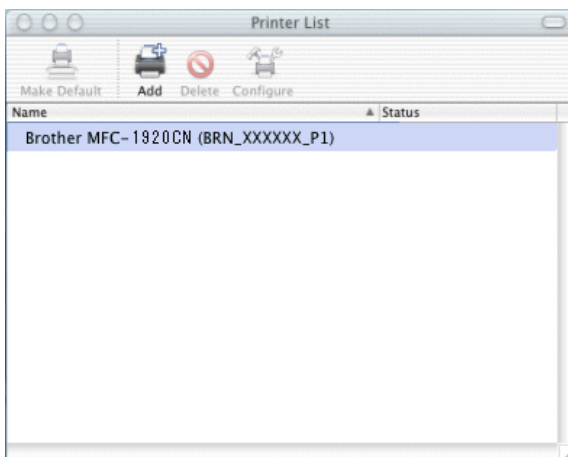 Printer List
Make Default Add Delete Configure
Name Status
Brother MFC-1920CN (BRN_XXXXXX_P1)